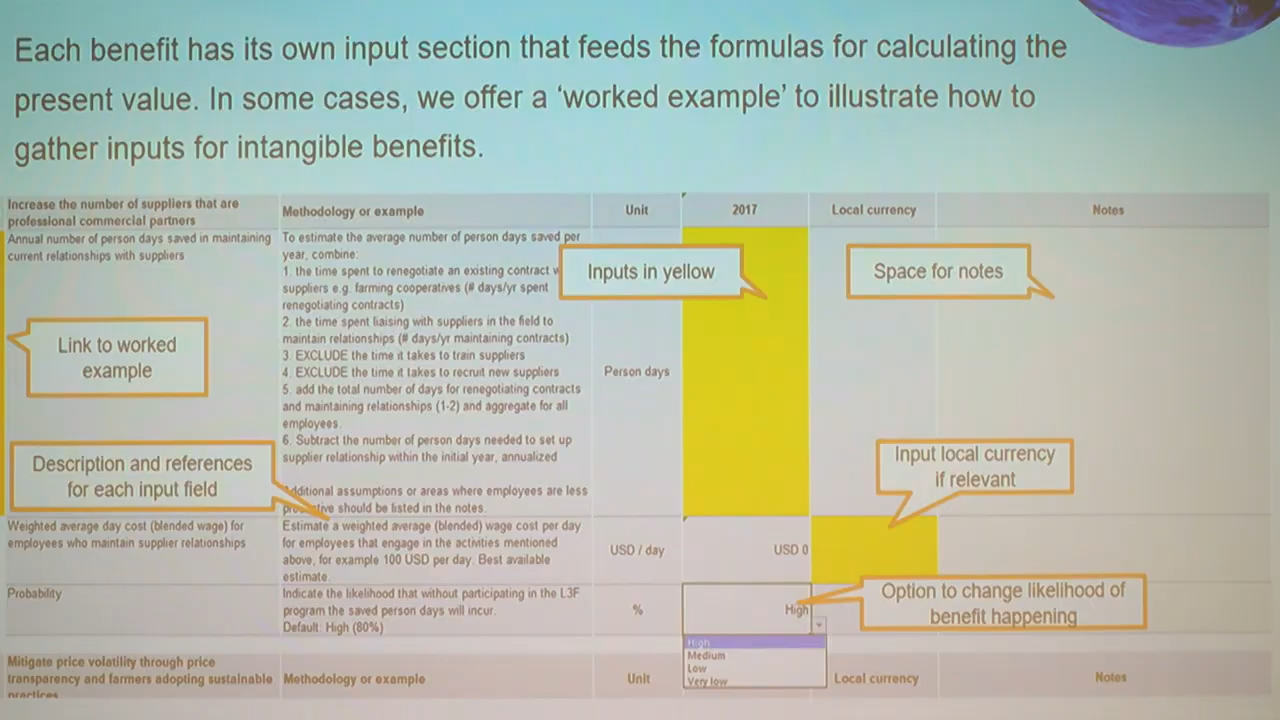 Each benefit has its own input section that feeds the formulas for calculating the
present value. In some cases, we offer a ‘worked example’ to illustrate how to
gather inputs for intangible benefits.
Increase the number of suppliers that are
professional commercial partners
Methodology or example
Unit
2017
Local currency
Notes
Annual number of person days saved in maintaining
current relationships with suppliers
To estimate the average number of person days saved per
year, combine:
1. the time spent to renegotiate an existing contract
suppliers e.g. farming cooperatives (# days/yr spent
renegotiating contracts)
2. the time spent liaising with suppliers in the field to
maintain relationships (# days/yr maintaining contracts)
3. EXCLUDE the time it takes to train suppliers
4. EXCLUDE the time it takes to recruit new suppliers
5. add the total number of days for renegotiating contracts
and maintaining relationships (1-2) and aggregate for all
employees.
6. Subtract the number of person days needed to set up
supplier relationship within the initial year, annualized
assumptions or areas where employees are less
should be listed in the notes.
Person days
Inputs in yellow
Space for notes
Link to worked
example
Description and references
for each input field
Input local currency
if relevant
Weighted average day cost (blended wage) for
employees who maintain supplier relationships
Estimate a weighted average (blended) wage cost per day
for employees that engage in the activities mentioned
above, for example 100 USD per day. Best available
estimate.
USD / day
USD 0
Probability
Indicate the likelihood that without participating in the L3F
program the saved person days will incur.
Default: High (80%)
%
High
High
Medium
Low
Very low
Option to change likelihood of
benefit happening
Mitigate price volatility through price
transparency and farmers adopting sustainable
practices
Methodology or example
Unit
Local currency
Notes